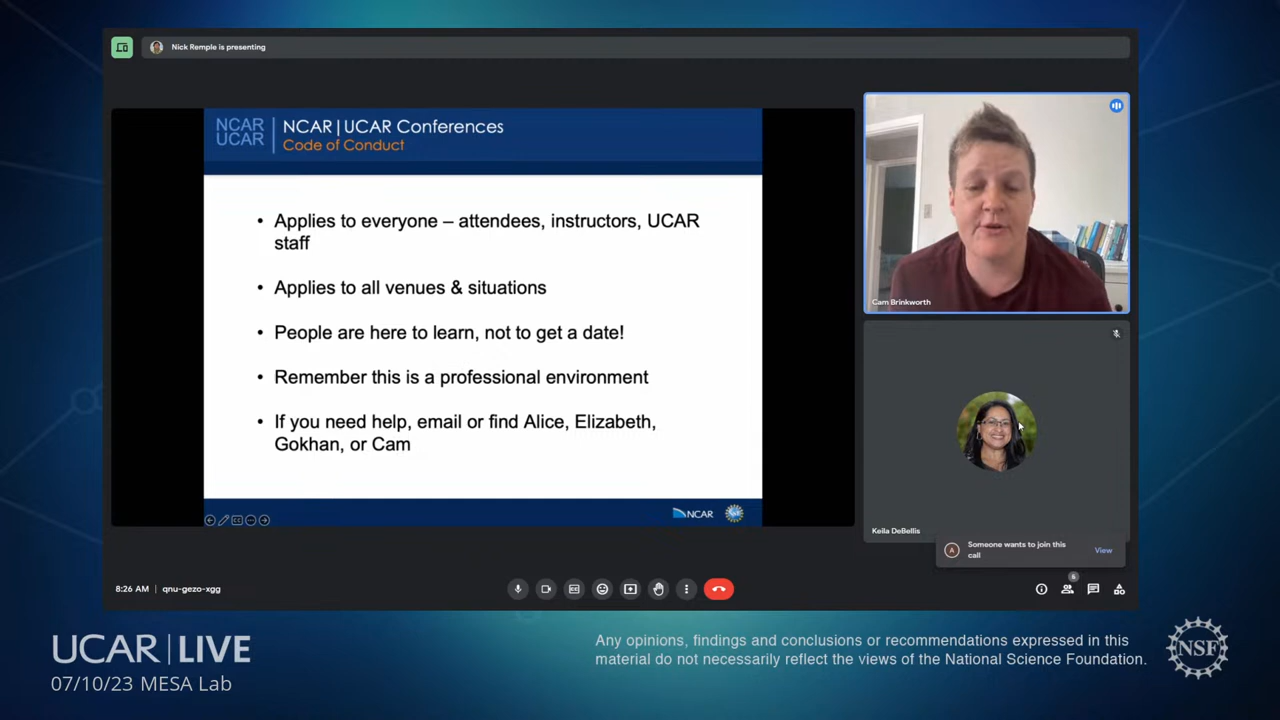 Nick Remple is presenting
NCAR
UCAR
NCAR|UCAR Conferences
Code of Conduct
• Applies to everyone – attendees, instructors, UCAR
staff
• Applies to all venues & situations
• People are here to learn, not to get a date!
• Remember this is a professional environment
• If you need help, email or find Alice, Elizabeth,
Gokhan, or Cam
NCAR
Cam Brinkworth
Keila DeBellis
A
Someone wants to join this
call
View
8:26 AM | qnu-gezo-xgg
6
UCAR | LIVE
07/10/23 MESA Lab
Any opinions, findings and conclusions or recommendations expressed in this
material do not necessarily reflect the views of the National Science Foundation.
NSF